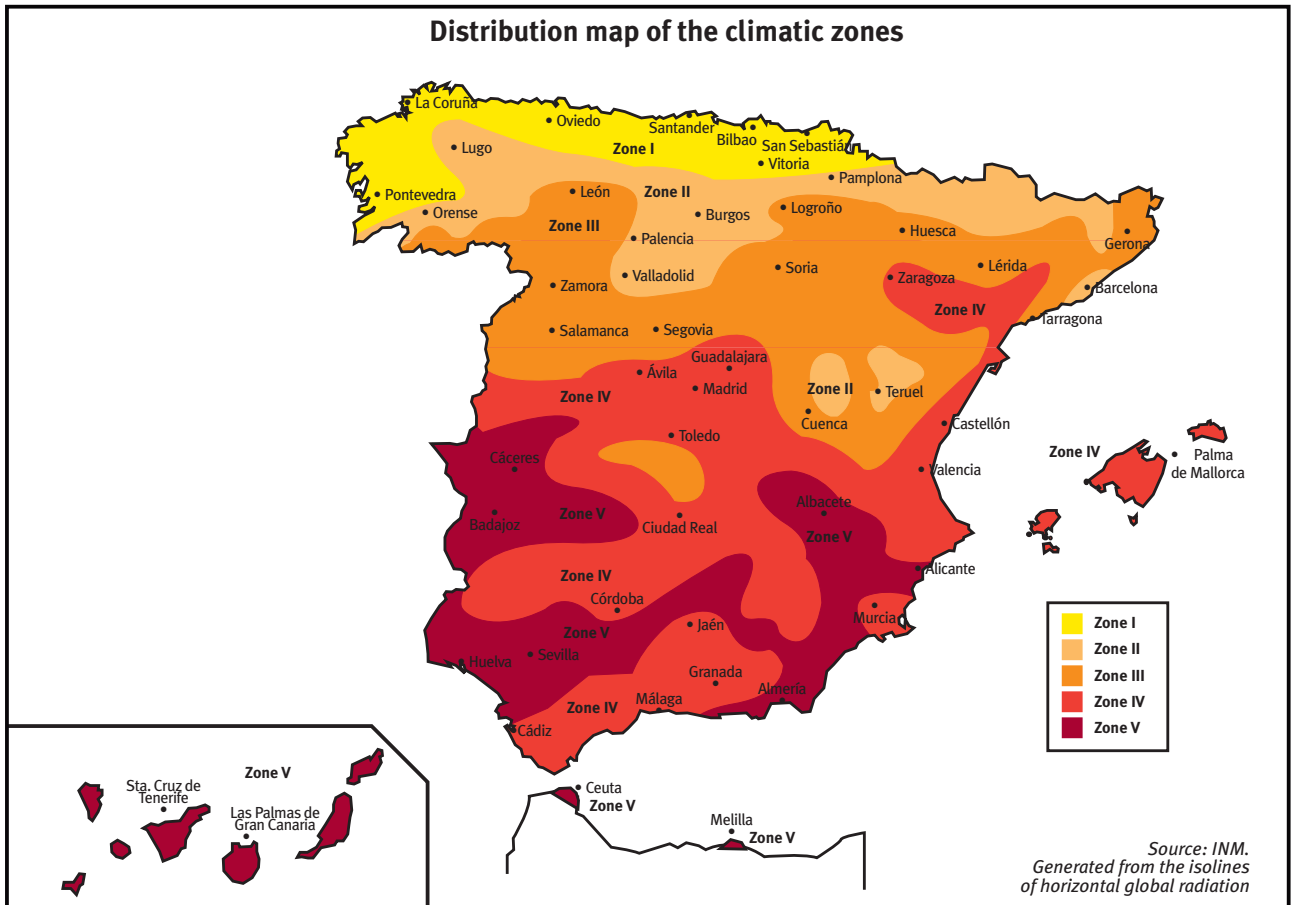 Distribution map of the climatic zones
La Coruña
Oviedo
Santander
Bilbao
San Sebastián
Lugo
Zone I
Vitoria
Pamplona
Pontevedra
León
Zone II
Orense
Burgos
Logroño
Zone III
Palencia
Huesca
Gerona
Valladolid
Soria
Zaragoza
Lérida
Zamora
Barcelona
Zone IV
Tarragona
Salamanca
Segovia
Guadalajara
Ávila
Madrid
Zone II
Teruel
Zone IV
Cuenca
Castellón
Toledo
Zone IV
Palma
de Mallorca
Cáceres
Valencia
Albacete
Badajoz
Zone V
Ciudad Real
Zone V
Alicante
Zone IV
Córdoba
Murcia
Zone V
Jaén
Huelva
Sevilla
Granada
Almería
Málaga
Zone IV
Cádiz
Zone I
Zone II
Zone III
Zone IV
Zone V
Zone V
Sta. Cruz de
Tenerife
Las Palmas de
Gran Canaria
Ceuta
Zone V
Melilla
Zone V
Source: INM.
Generated from the isolines
of horizontal global radiation